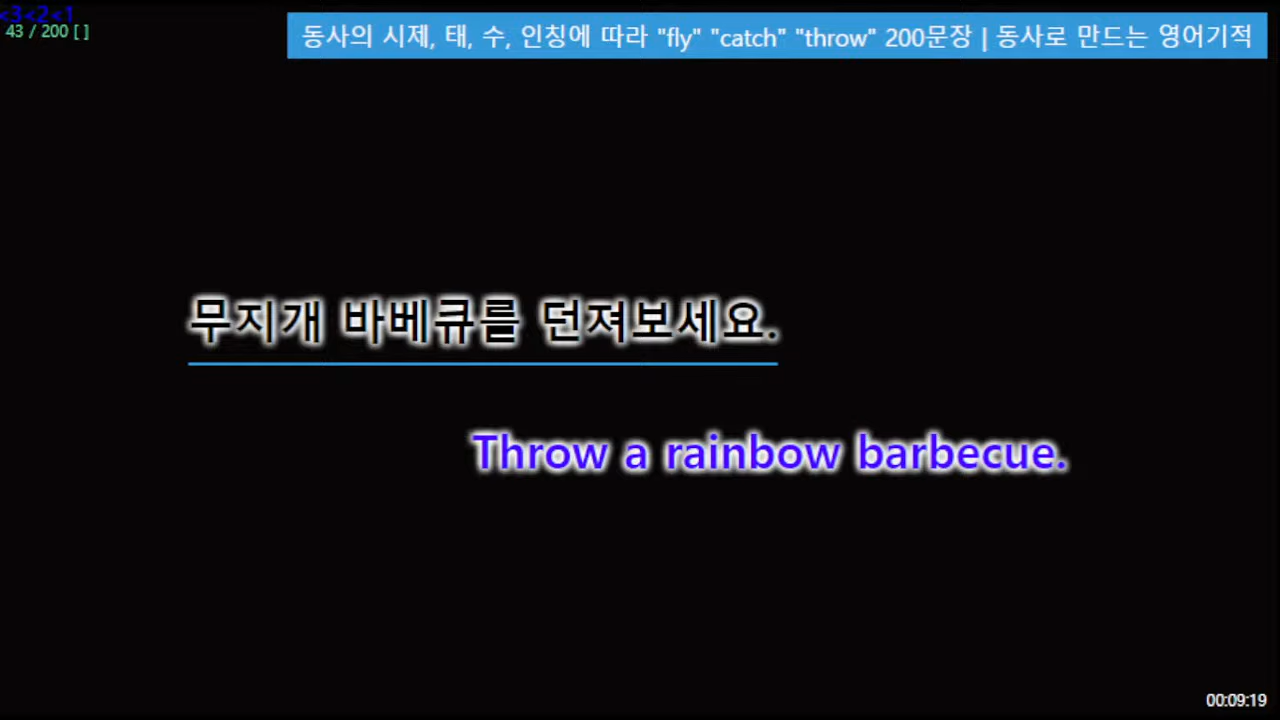 <3<2<1
43 / 200 [ ]
동사의 시제, 태, 수, 인칭에 따라 "fly" "catch" "throw" 200문장 | 동사로 만드는 영어기적
무지개 바베큐를 던져보세요.
Throw a rainbow barbecue.
00:09:19